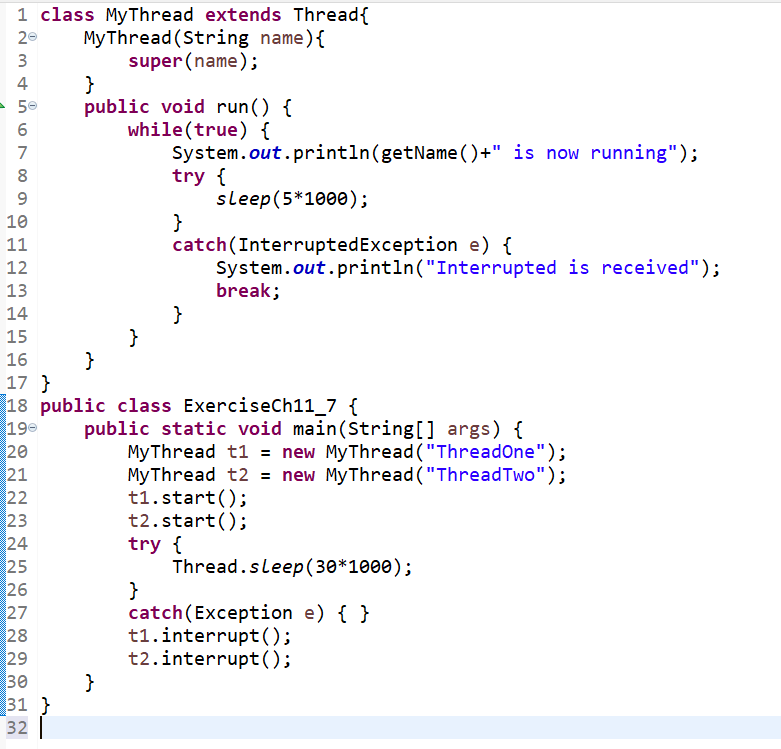 1 class MyThread extends Thread{
2     MyThread(String name){
3         super(name);
4     }
5     public void run() {
6         while(true) {
7             System.out.println(getName()+" is now running");
8             try {
9                 sleep(5*1000);
10             }
11             catch(InterruptedException e) {
12                 System.out.println("Interrupted is received");
13                 break;
14             }
15         }
16     }
17 }
18 public class ExerciseCh11_7 {
19     public static void main(String[] args) {
20         MyThread t1 = new MyThread("ThreadOne");
21         MyThread t2 = new MyThread("ThreadTwo");
22         t1.start();
23         t2.start();
24         try {
25             Thread.sleep(30*1000);
26         }
27         catch(Exception e) { }
28         t1.interrupt();
29         t2.interrupt();
30     }
31 }
32